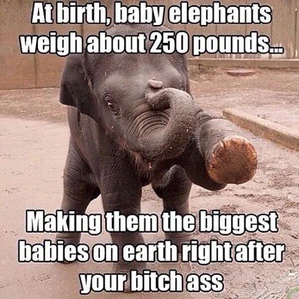 At birth, baby elephants
weigh about 250 pounds...
Making them the biggest
babies on earth right after
your bitch ass